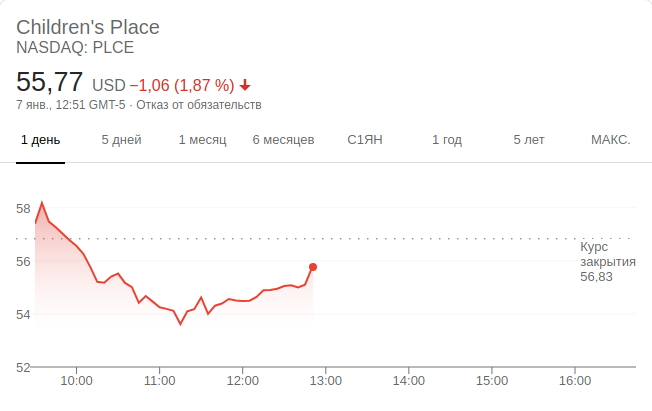 Children's Place
NASDAQ: PLCE
55,77 USD −1,06 (1,87 %)
7 янв., 12:51 GMT-5 · Отказ от обязательств
1 день 5 дней 1 месяц 6 месяцев С1ЯН 1 год 5 лет МАКС.
58
56
54
52
Курс
закрытия
56,83
10:00 11:00 12:00 13:00 14:00 15:00 16:00